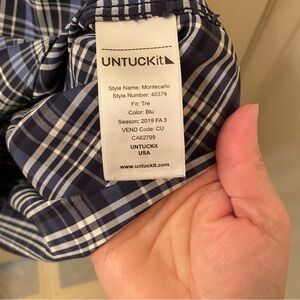 UNTUCKit
Style Name: Montecarlo
Style Number: 40379
Fit: Tre
Color: Blu
Season: 2019 FA 3
VEND Code: CU
CA62799
UNTUCKit
USA
www.untuckit.com